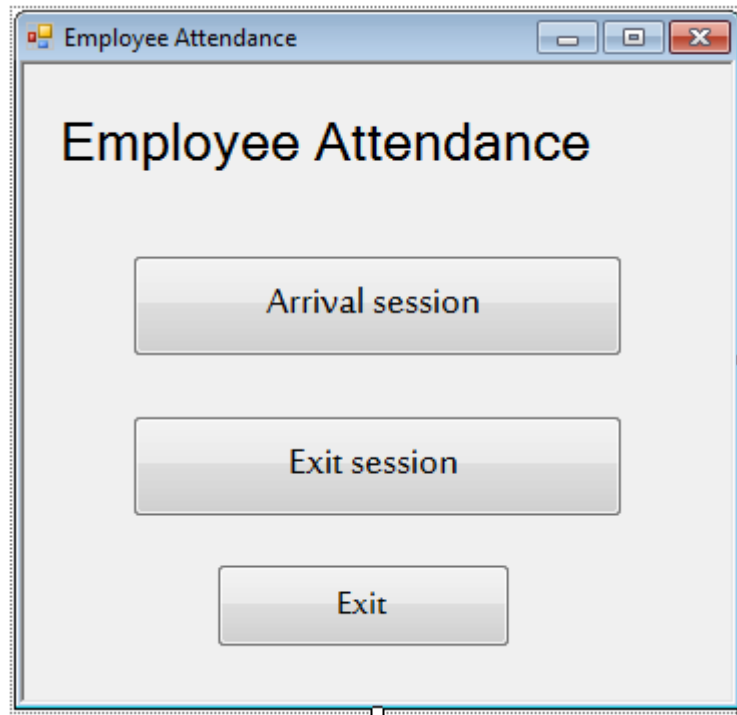 Employee Attendance
Employee Attendance
Arrival session
Exit session
Exit